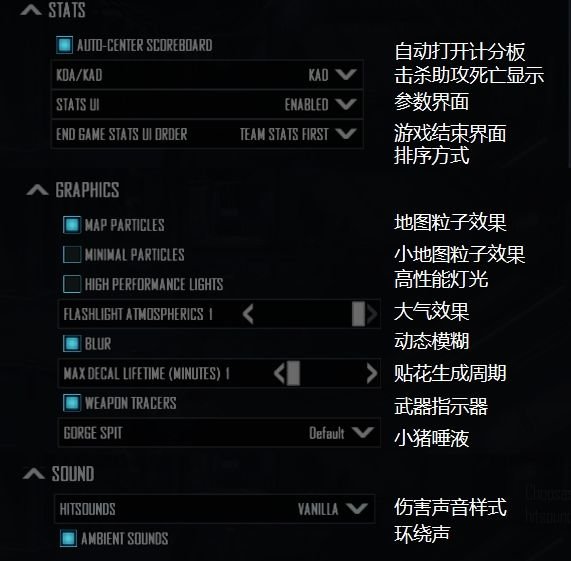 STATS
AUTO-CENTER SCOREBOARD
自动打开计分板
KDA/KAD KAD
击杀助攻死亡显示
STATS UI ENABLED
参数界面
END GAME STATS UI ORDER TEAM STATS FIRST
游戏结束界面
排序方式
GRAPHICS
MAP PARTICLES
地图粒子效果
MINIMAL PARTICLES
小地图粒子效果
HIGH PERFORMANCE LIGHTS
高性能灯光
FLASHLIGHT ATMOSPHERICS 1
大气效果
BLUR
动态模糊
MAX DECAL LIFETIME (MINUTES) 1
贴花生成周期
WEAPON TRACERS
武器指示器
GORGE SPIT Default
小猪唾液
SOUND
HITSOUNDS VANILLA
伤害声音样式
AMBIENT SOUNDS
环绕声